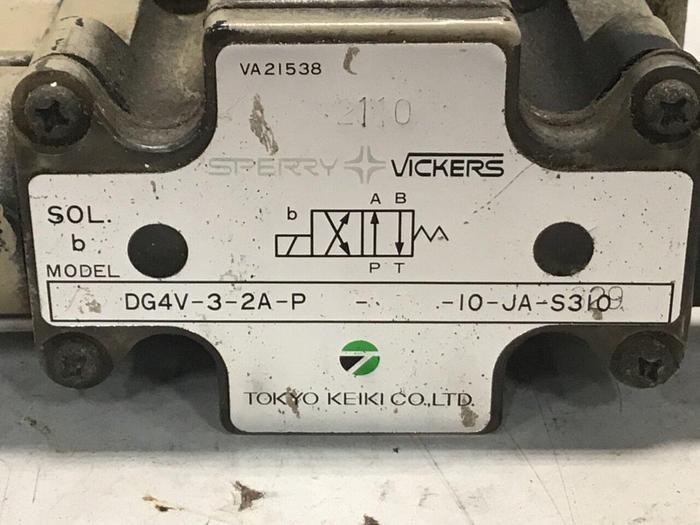 VA21538
2110
SPERRY VICKERS
A B
SOL. b
b
P T
MODEL
DG4V-3-2A-P - -10-JA-S310
TOKYO KEIKI CO.,LTD.